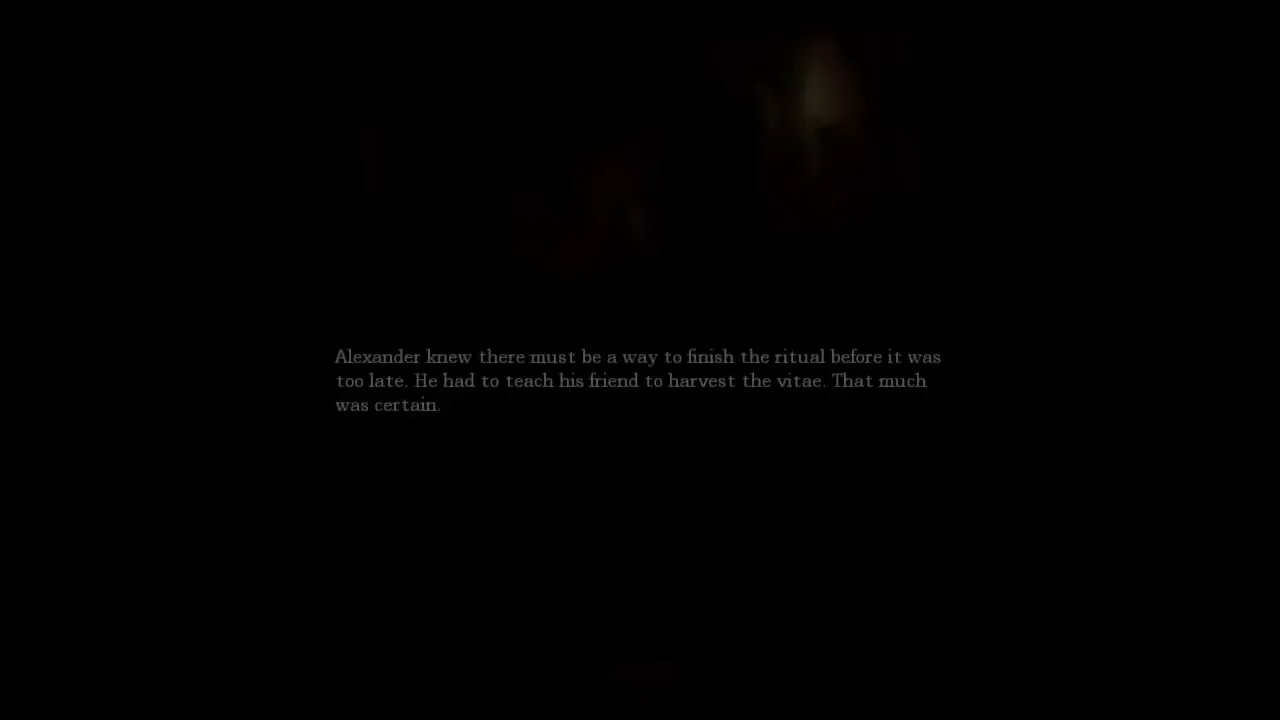 Alexander knew there must be a way to finish the ritual before it was
too late. He had to teach his friend to harvest the vitae. That much
was certain.